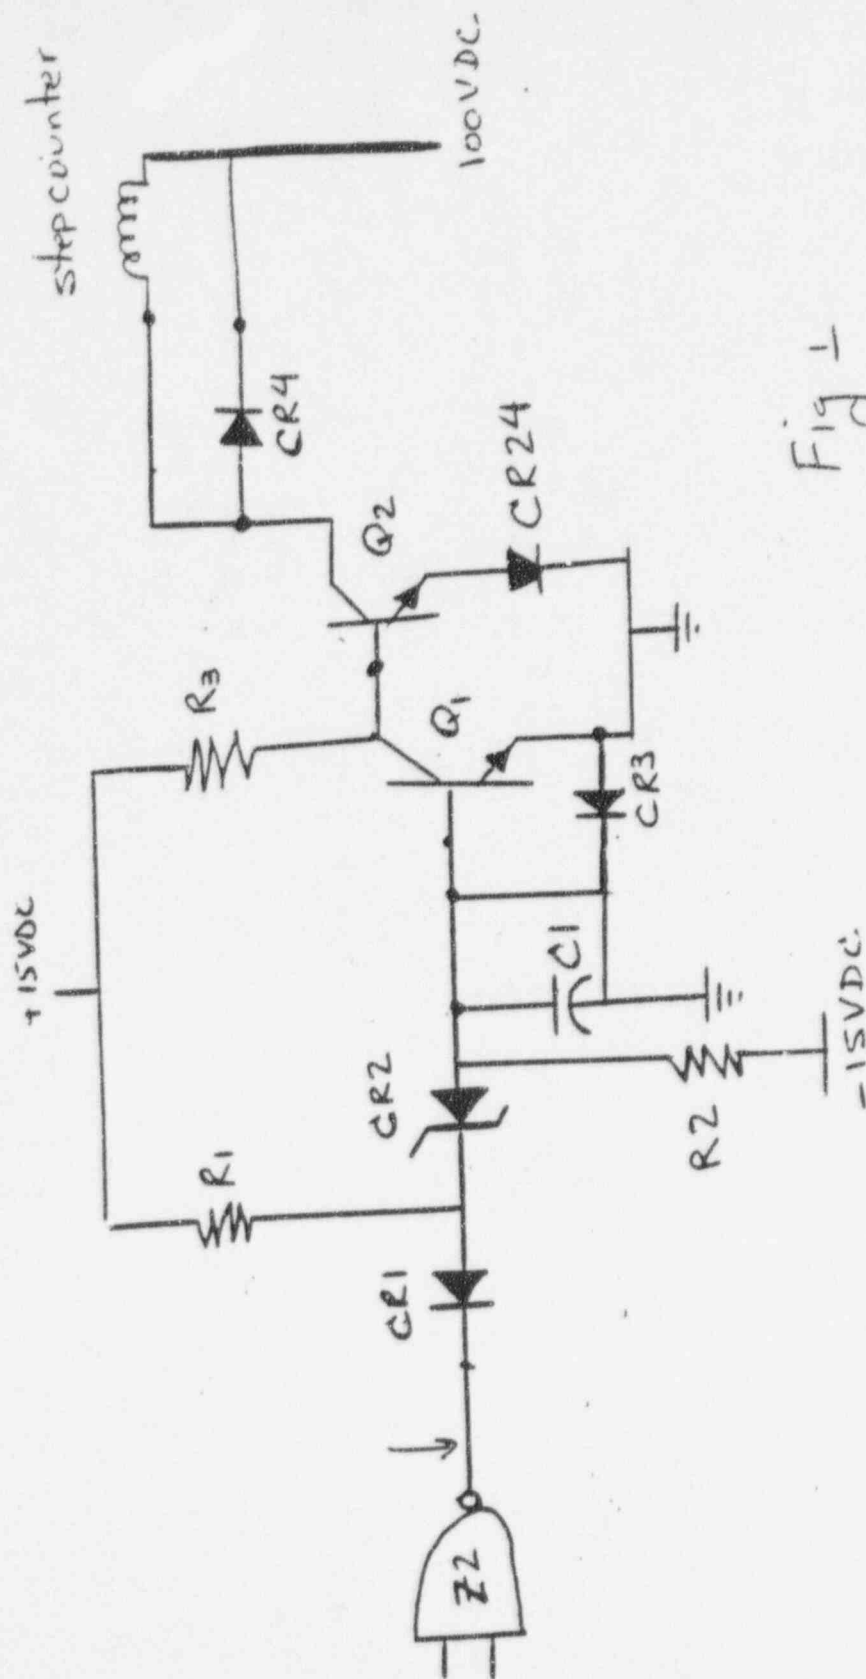 step counter
100VDC.
+15VDC
R3
CR4
Q2
R1
Q1
CR24
CR2
C1
CR3
CR1
Z2
R2
-15VDC.
Fig 1